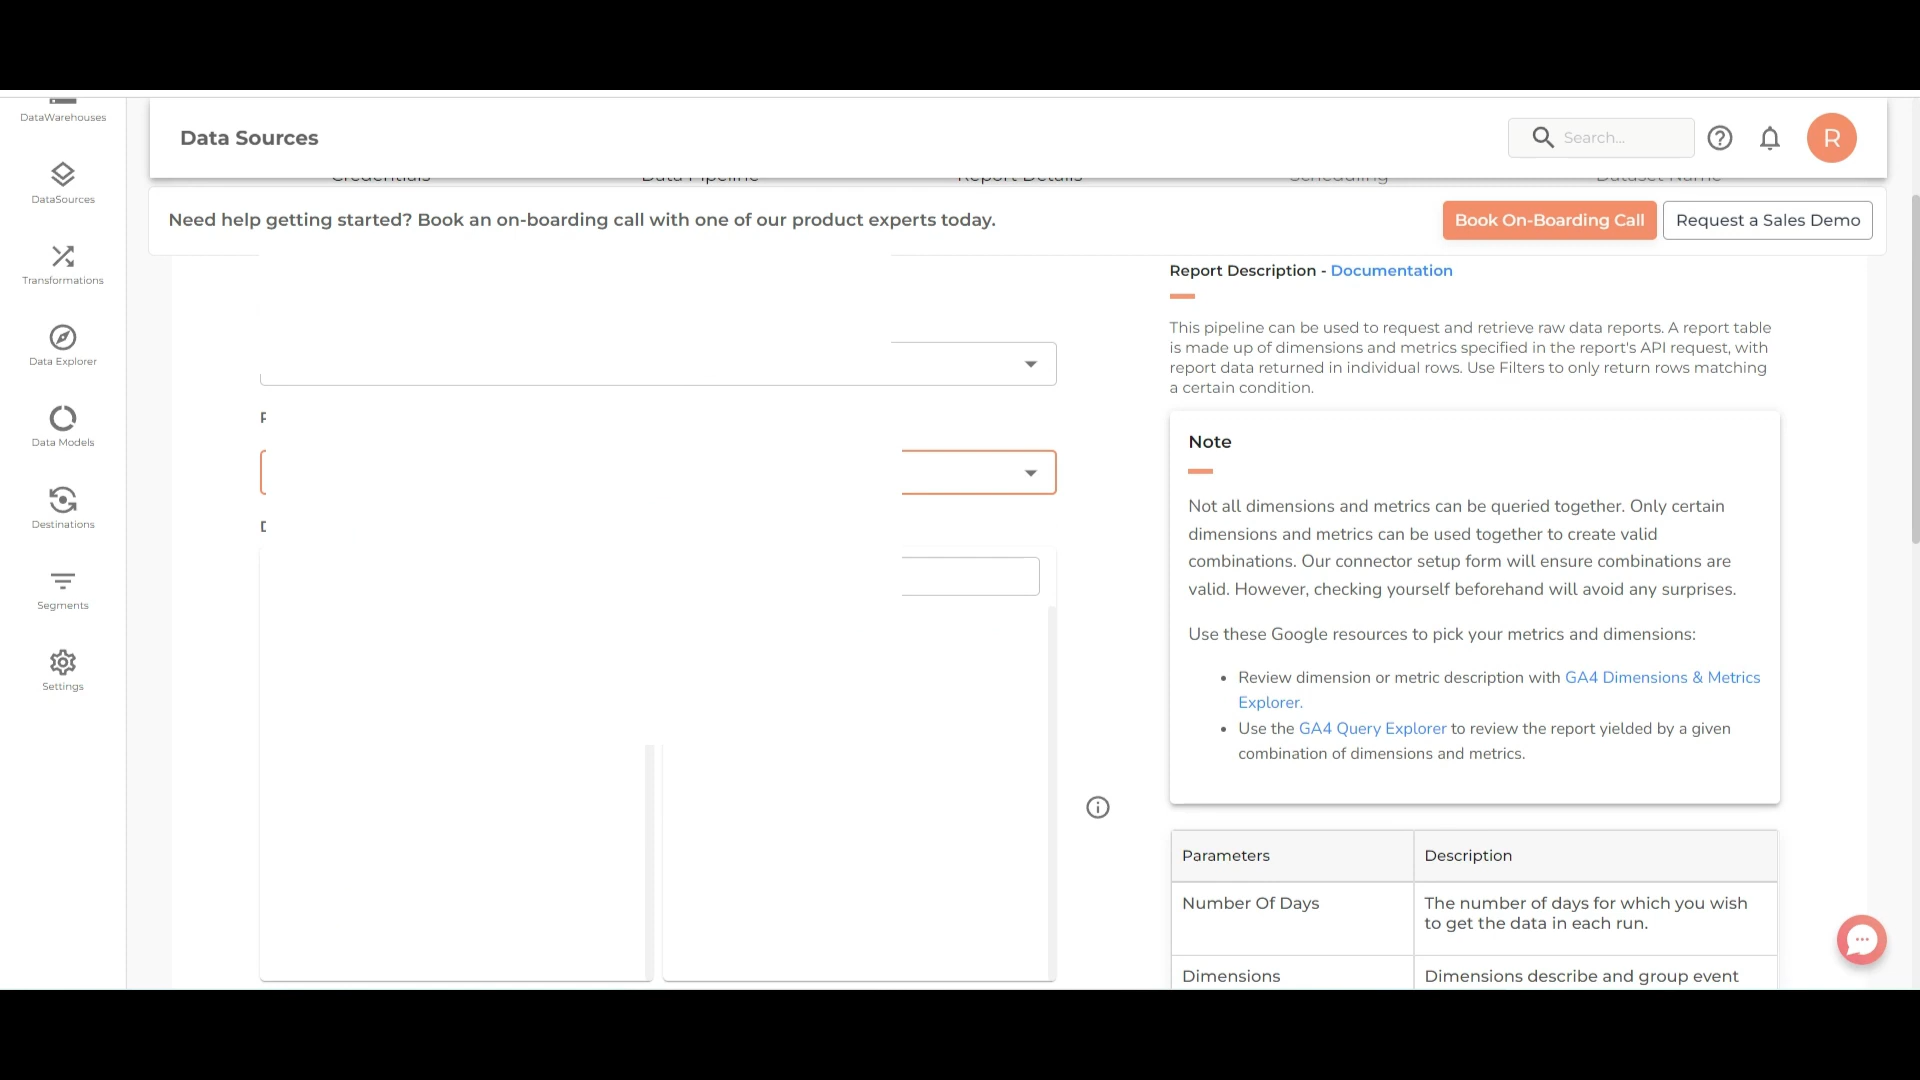 DataWarehouses
Data Sources
Search...
R
DataSources
Credentials
Data Pipeline
Report Details
Scheduling
Dataset Name
Need help getting started? Book an on-boarding call with one of our product experts today.
Book On-Boarding Call
Request a Sales Demo
Transformations
Data Explorer
Data Models
Destinations
Segments
Settings
Report Description - Documentation
This pipeline can be used to request and retrieve raw data reports. A report table
is made up of dimensions and metrics specified in the report's API request, with
report data returned in individual rows. Use Filters to only return rows matching
a certain condition.
Note
Not all dimensions and metrics can be queried together. Only certain
dimensions and metrics can be used together to create valid
combinations. Our connector setup form will ensure combinations are
valid. However, checking yourself beforehand will avoid any surprises.
Use these Google resources to pick your metrics and dimensions:
• Review dimension or metric description with GA4 Dimensions & Metrics
Explorer.
• Use the GA4 Query Explorer to review the report yielded by a given
combination of dimensions and metrics.
Parameters
Description
Number Of Days
The number of days for which you wish
to get the data in each run.
Dimensions
Dimensions describe and group event